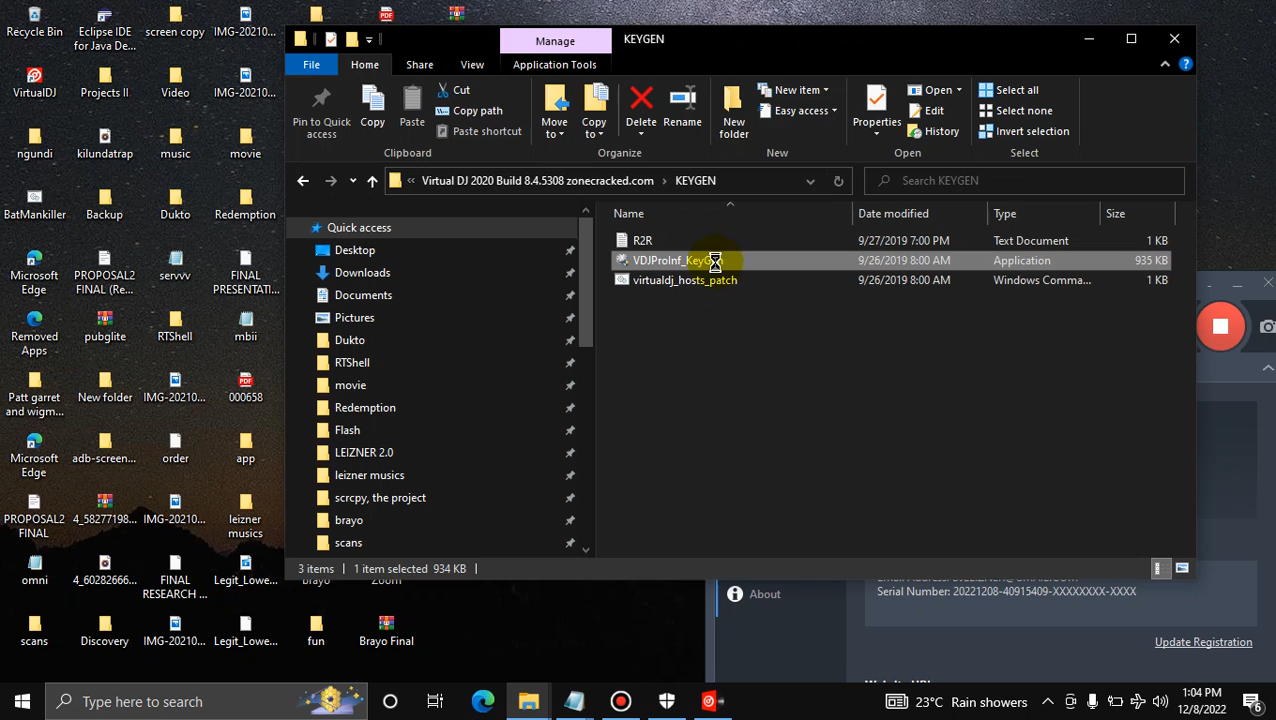 Recycle Bin
Eclipse IDE
for Java De...
screen copy
IMG-20210...
VirtualDJ
Projects II
Video
IMG-20210...
ngundi
kilundatrap
music
movie
BatMankiller
Backup
Dukto
Redemption
Microsoft
Edge
PROPOSAL
FINAL (Re...
servvv
FINAL
PRESENTAT...
Removed
Apps
pubglite
RTShell
mbii
Patt garret
and wigm...
New folder
IMG-20210...
000658
Microsoft
Edge
adb-screen...
order
app
PROPOSAL2
FINAL
4_58277198...
IMG-20210...
leizner
musics
omni
4_60282666...
FINAL
RESEARCH ...
Legit_Lowe...
brayo
Zoom
scans
Discovery
IMG-20210...
Legit_Lowe...
fun
Brayo Final
Manage
KEYGEN
File
Home
Share
View
Application Tools
Pin to Quick
access
Copy
Paste
Cut
Copy path
Paste shortcut
Clipboard
Move
to
Copy
to
Delete
Rename
Organize
New
folder
New item
Easy access
New
Properties
Open
Edit
History
Open
Select all
Select none
Invert selection
Select
Virtual DJ 2020 Build 8.4.5308 zonecracked.com
KEYGEN
Search KEYGEN
Quick access
Desktop
Downloads
Documents
Pictures
Dukto
RTShell
movie
Redemption
Flash
LEIZNER 2.0
leizner musics
scrcpy, the project
brayo
scans
Name
Date modified
Type
Size
R2R
9/27/2019 7:00 PM
Text Document
1 KB
VDJProInf_KeyGen
9/26/2019 8:00 AM
Application
935 KB
virtualdj_hosts_patch
9/26/2019 8:00 AM
Windows Comma...
1 KB
3 items
1 item selected 934 KB
About
Serial Number: 20221208-40915409-XXXXXXXX-XXXX
Update Registration
Type here to search
23°C Rain showers
1:04 PM
12/8/2022
6